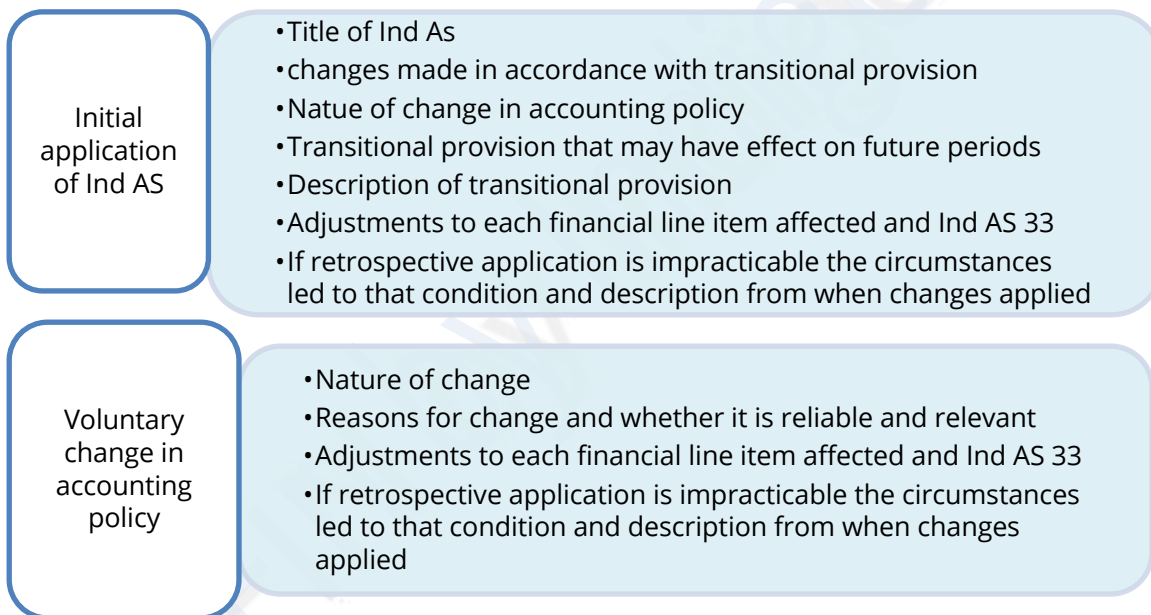 Initial
application
of Ind AS
•Title of Ind As
•changes made in accordance with transitional provision
•Natue of change in accounting policy
•Transitional provision that may have effect on future periods
•Description of transitional provision
•Adjustments to each financial line item affected and Ind AS 33
•If retrospective application is impracticable the circumstances
led to that condition and description from when changes applied
Voluntary
change in
accounting
policy
•Nature of change
•Reasons for change and whether it is reliable and relevant
•Adjustments to each financial line item affected and Ind AS 33
•If retrospective application is impracticable the circumstances
led to that condition and description from when changes
applied